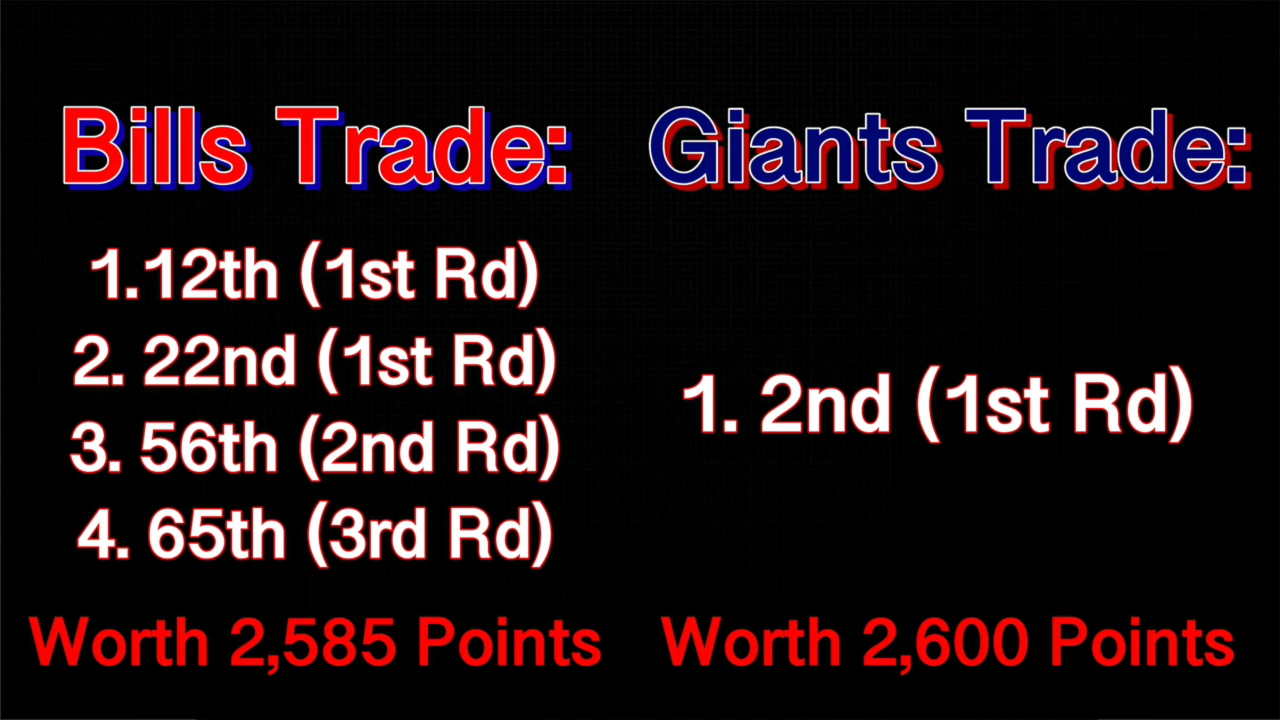 Bills Trade:
1.12th (1st Rd)
2. 22nd (1st Rd)
3. 56th (2nd Rd)
4. 65th (3rd Rd)
Worth 2,585 Points
Giants Trade:
1. 2nd (1st Rd)
Worth 2,600 Points